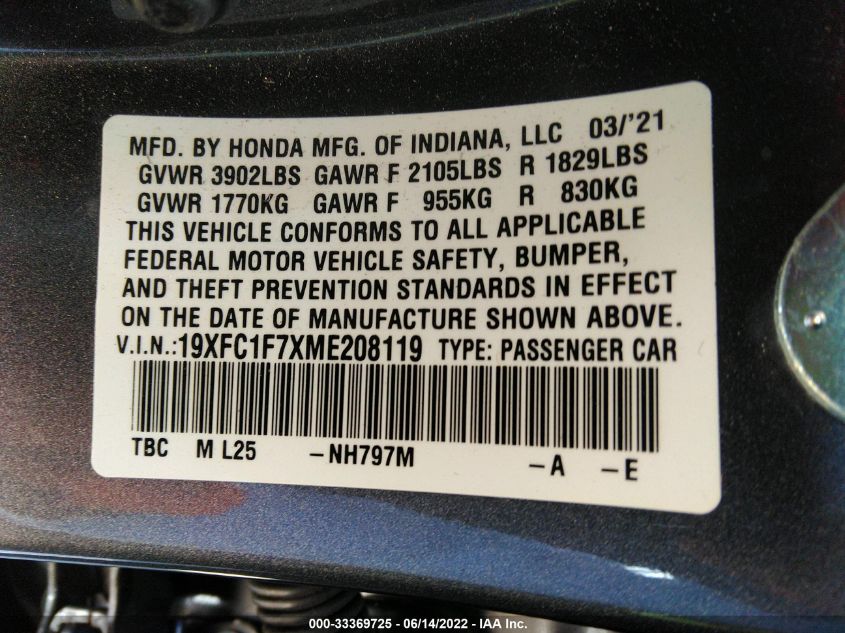 MFD. BY HONDA MFG. OF INDIANA, LLC 03/'21
GVWR 3902LBS GAWR F 2105LBS R 1829LBS
GVWR 1770KG GAWR F 955KG R 830KG
THIS VEHICLE CONFORMS TO ALL APPLICABLE
FEDERAL MOTOR VEHICLE SAFETY, BUMPER,
AND THEFT PREVENTION STANDARDS IN EFFECT
ON THE DATE OF MANUFACTURE SHOWN ABOVE.
V.I.N.:19XFC1F7XME208119 TYPE: PASSENGER CAR
TBC M L25 –NH797M –A –E
000-33369725 - 06/14/2022 - IAA Inc.